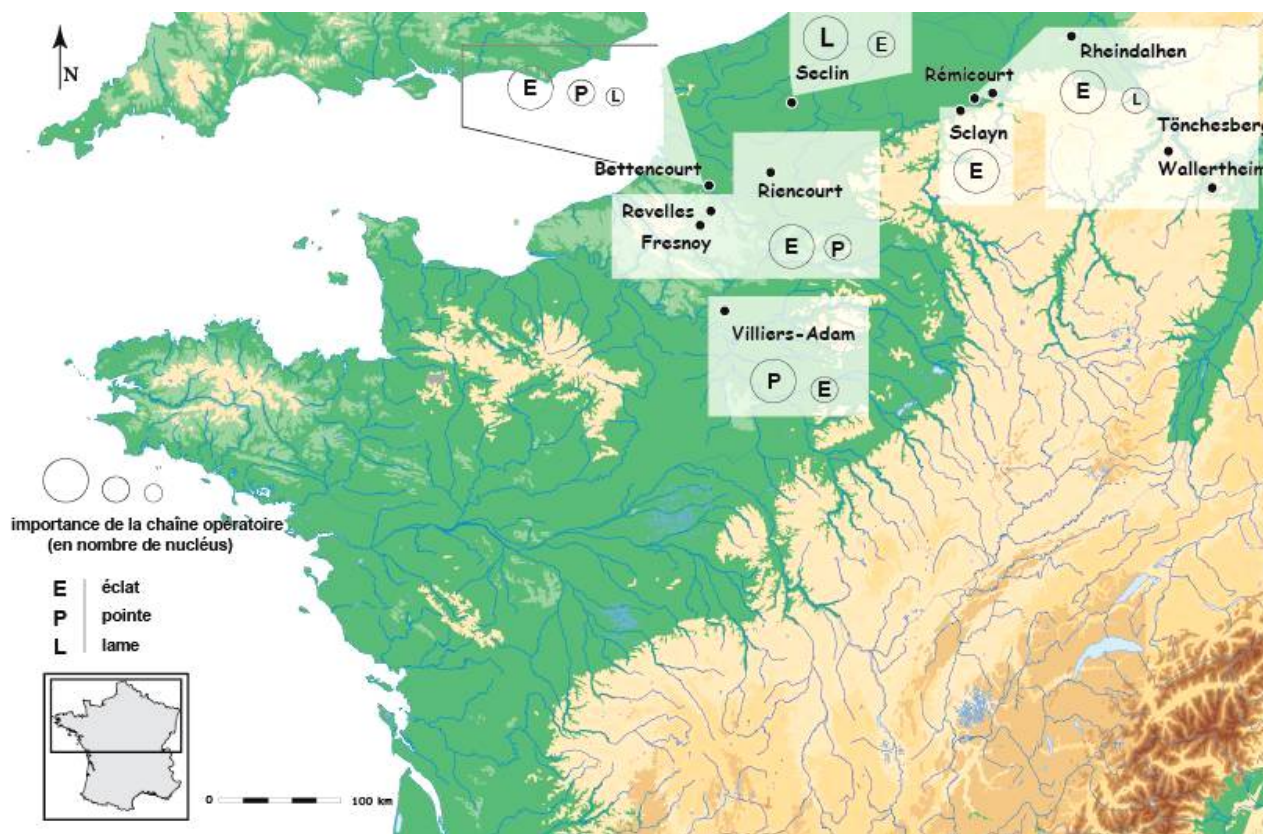 N
E P L
L E
Seclin
Rémicourt
Rheindalhen
Sclayn
E
E L
Tönchesberg
Wallertheim
Bettencourt
Riencourt
Revelles
Fresnoy
E P
Villiers-Adam
P E
importance de la chaîne opératoire
(en nombre de nucléus)
E éclat
P pointe
L lame
0 100 km